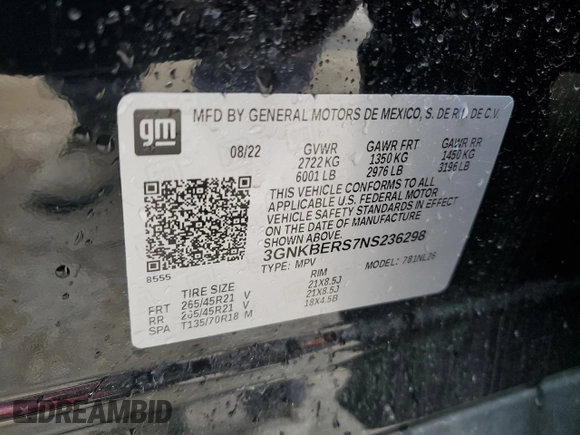 gm
MFD BY GENERAL MOTORS DE MEXICO, S. DE R.L. DE C.V.
08/22 GVWR GAWR FRT GAWR RR
2722 KG 1350 KG 1450 KG
6001 LB 2976 LB 3196 LB
THIS VEHICLE CONFORMS TO ALL
APPLICABLE U.S. FEDERAL MOTOR
VEHICLE SAFETY STANDARDS IN EFFECT
ON THE DATE OF MANUFACTURE
SHOWN ABOVE.
3GNKBERS7NS236298
8555
TYPE: MPV MODEL: 781NL26
TIRE SIZE RIM
FRT 265/45R21 V 21X8.5J
RR 265/45R21 V 21X8.5J
SPA T135/70R18 M 18X4.5B
DREAMBID